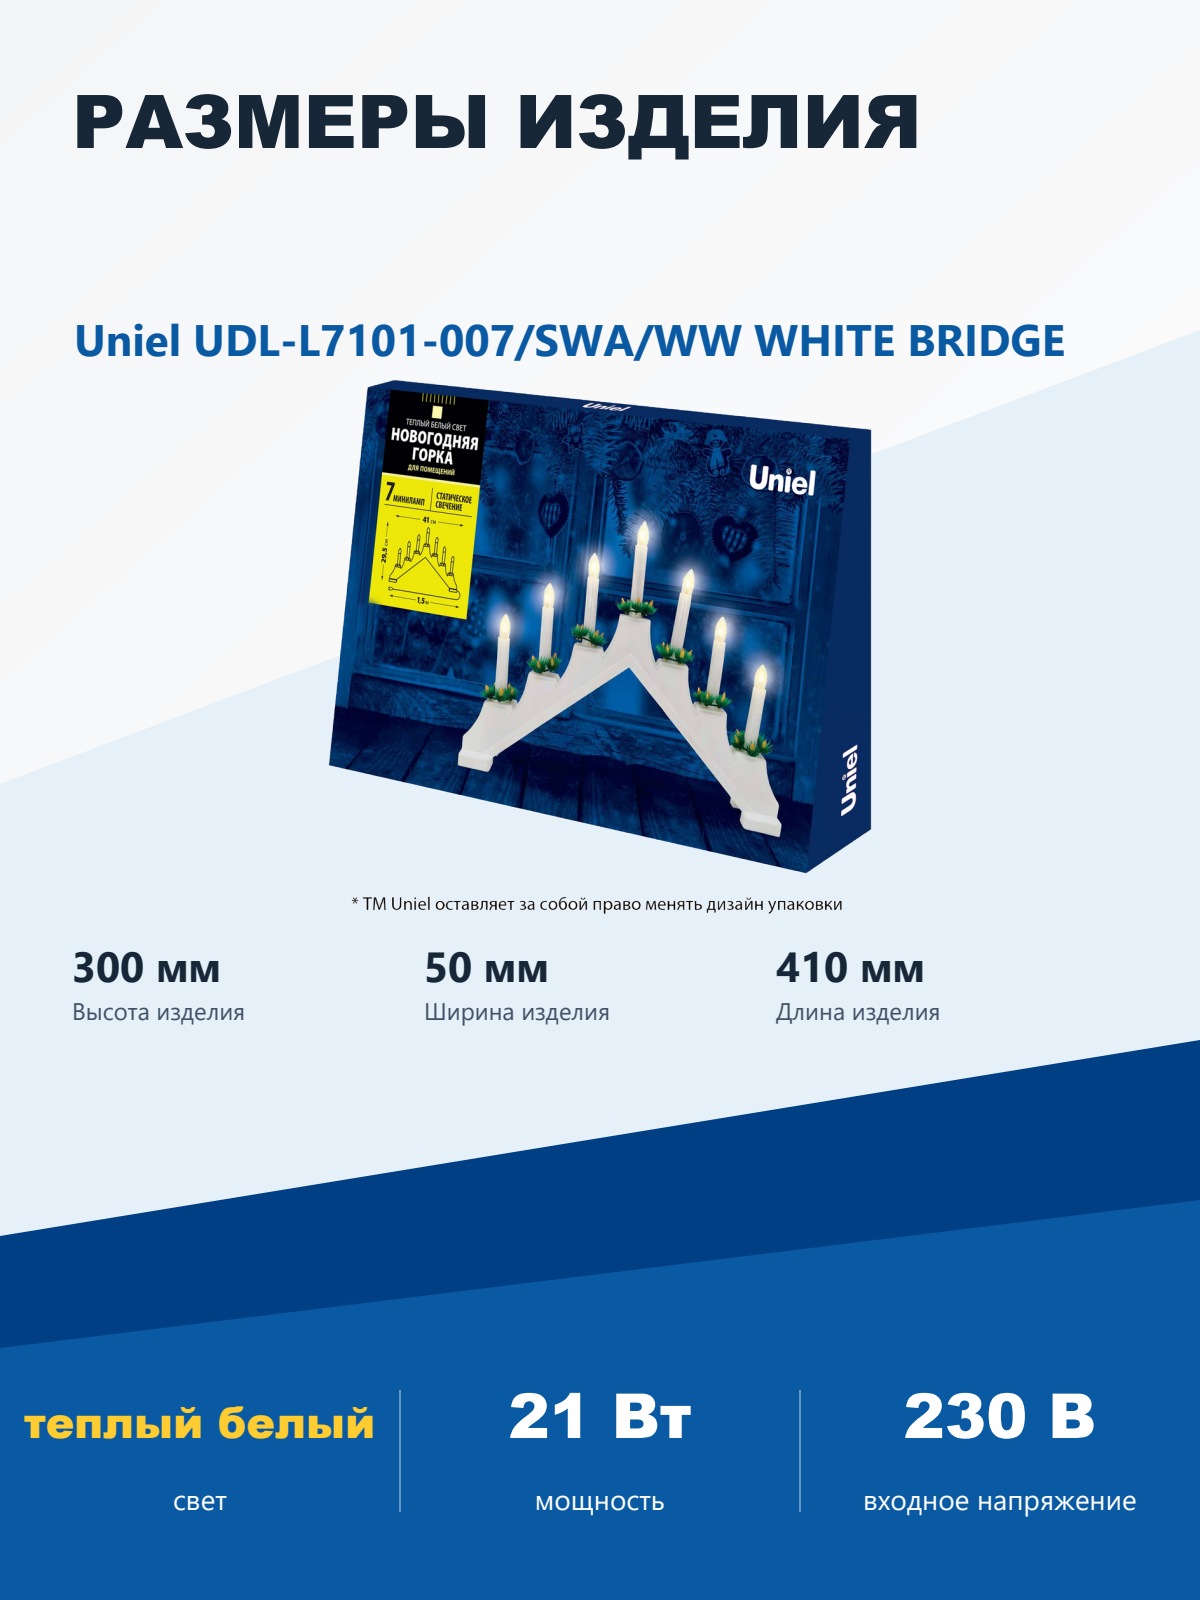 РАЗМЕРЫ ИЗДЕЛИЯ
Uniel UDL-L7101-007/SWA/WW WHITE BRIDGE
Uniel
ТЕПЛЫЙ БЕЛЫЙ СВЕТ
НОВОГОДНЯЯ
ГОРКА
ДЛЯ ПОМЕЩЕНИЙ
7 МИНИЛАМП
СТАТИЧЕСКОЕ
СВЕЧЕНИЕ
41 см
29,5 см
1.5м
Uniel
Uniel
* ТМ Uniel оставляет за собой право менять дизайн упаковки
300 мм
Высота изделия
50 мм
Ширина изделия
410 мм
Длина изделия
теплый белый
свет
21 Вт
мощность
230 В
входное напряжение